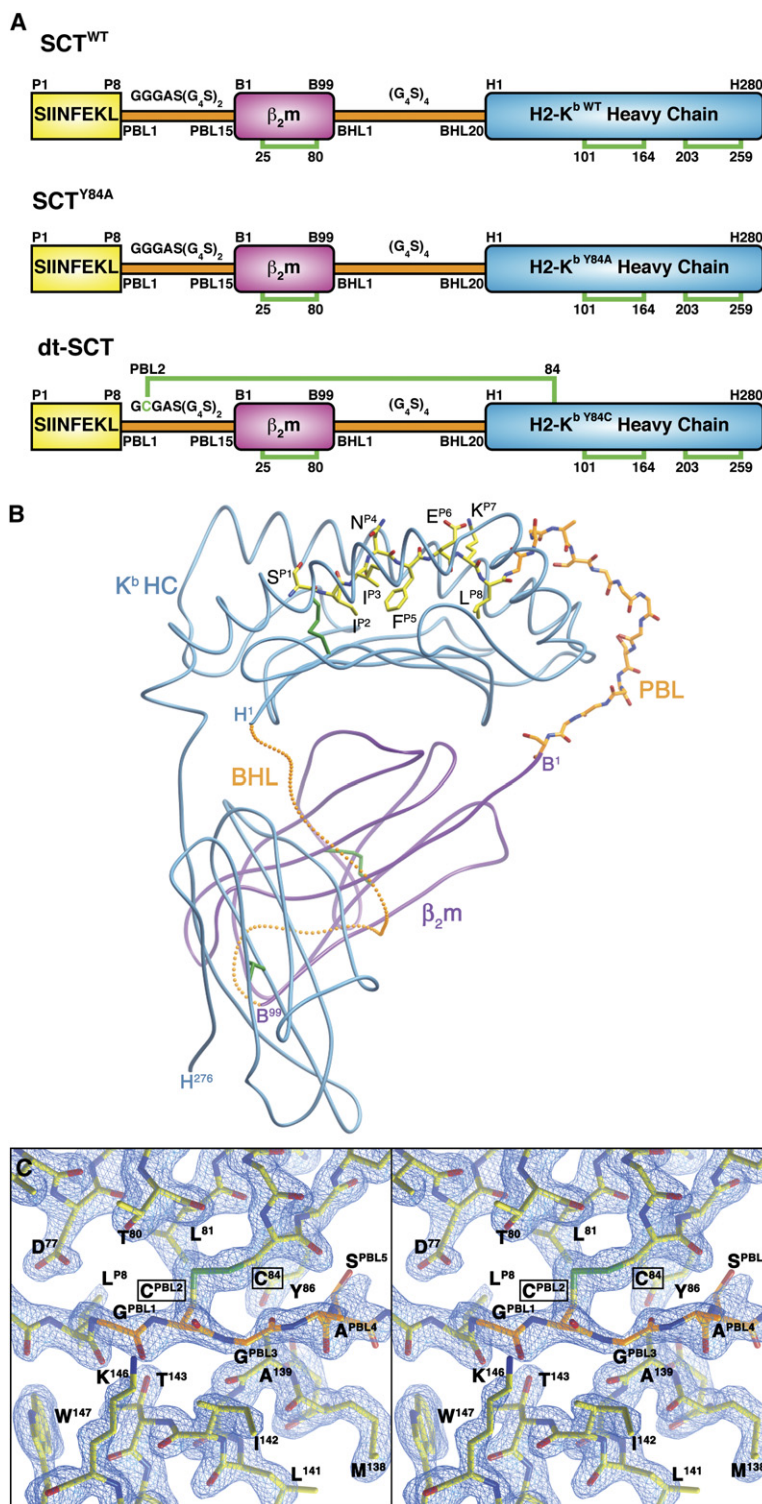 A
SCT^WT
P1 P8 GGGAS(G₄S)₂ B1 B99 (G₄S)₄ H1 H280
SIINFEKL β₂m H2-K^b WT Heavy Chain
PBL1 PBL15 BHL1 BHL20
25 80 101 164 203 259
SCT^Y84A
P1 P8 GGGAS(G₄S)₂ B1 B99 (G₄S)₄ H1 H280
SIINFEKL β₂m H2-K^b Y84A Heavy Chain
PBL1 PBL15 BHL1 BHL20
25 80 101 164 203 259
dt-SCT
PBL2 84
P1 P8 GCGAS(G₄S)₂ B1 B99 (G₄S)₄ H1 H280
SIINFEKL β₂m H2-K^b Y84C Heavy Chain
PBL1 PBL15 BHL1 BHL20
25 80 101 164 203 259
B
N^P4 E^P6 K^P7
K^b HC S^P1
I^P3 L^P8
I^P2 F^P5
PBL
H^1
BHL B^1
β₂m
B^99
H^276
C
D^77 T^80 L^81
S^PBL5
L^P8 C^PBL2 C^84 Y^86
G^PBL1
A^PBL4
G^PBL3
K^146 T^143 A^139
W^147
I^142
L^141 M^138
D^77 T^80 L^81
S^PBL
L^P8 C^PBL2 C^84 Y^86
G^PBL1
A^PBL4
G^PBL3
K^146 T^143 A^139
W^147
I^142
L^141 M^138